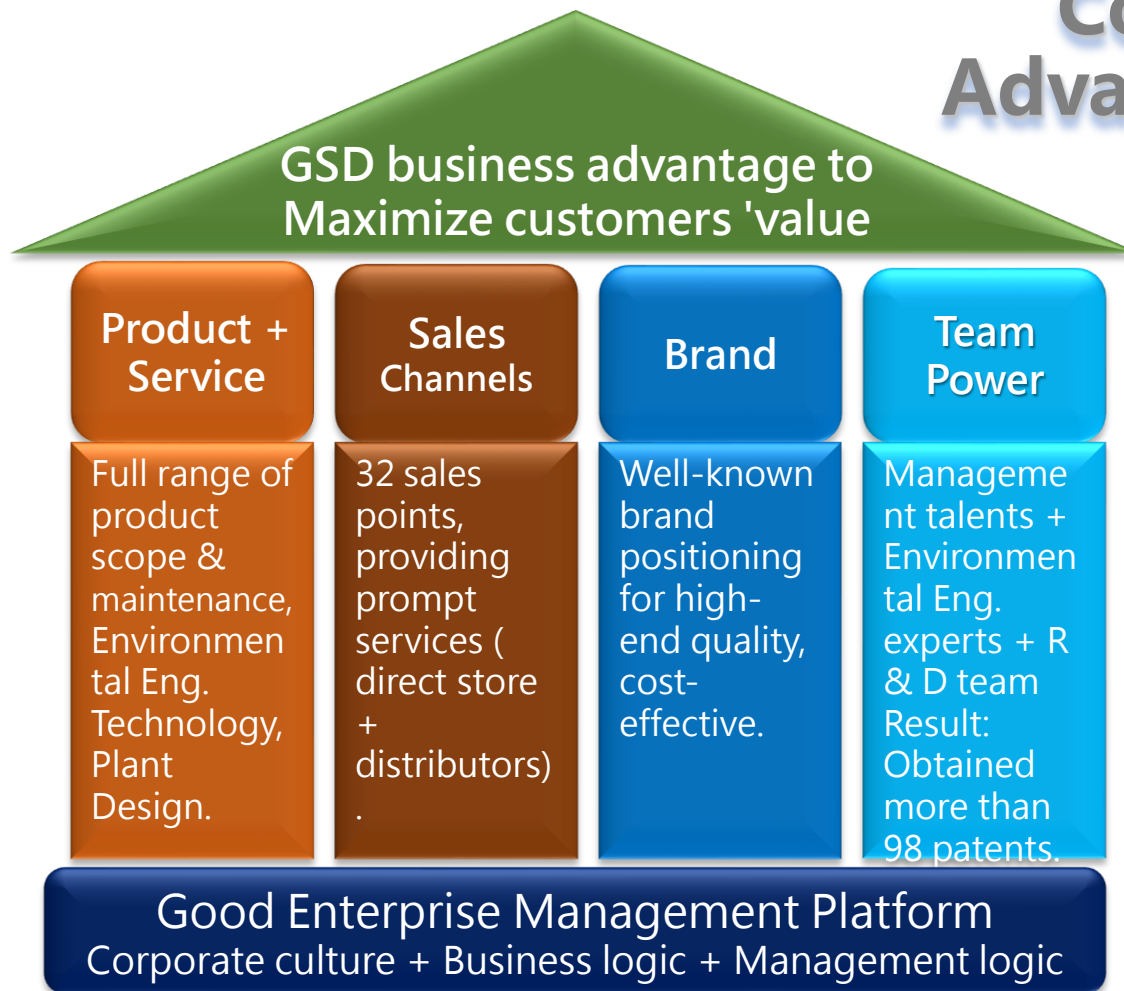 Co
Adva
GSD business advantage to
Maximize customers 'value
Product +
Service
Sales
Channels
Brand
Team
Power
Full range of
product
scope &
maintenance,
Environmen
tal Eng.
Technology,
Plant
Design.
32 sales
points,
providing
prompt
services (
direct store
+
distributors)
.
Well-known
brand
positioning
for high-
end quality,
cost-
effective.
Manageme
nt talents +
Environmen
tal Eng.
experts + R
& D team
Result:
Obtained
more than
98 patents.
Good Enterprise Management Platform
Corporate culture + Business logic + Management logic